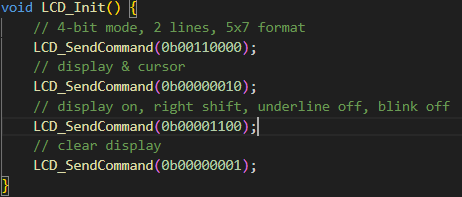 void LCD_Init() {
// 4-bit mode, 2 lines, 5x7 format
LCD_SendCommand(0b00110000);
// display & cursor
LCD_SendCommand(0b00000010);
// display on, right shift, underline off, blink off
LCD_SendCommand(0b00001100);
// clear display
LCD_SendCommand(0b00000001);
}